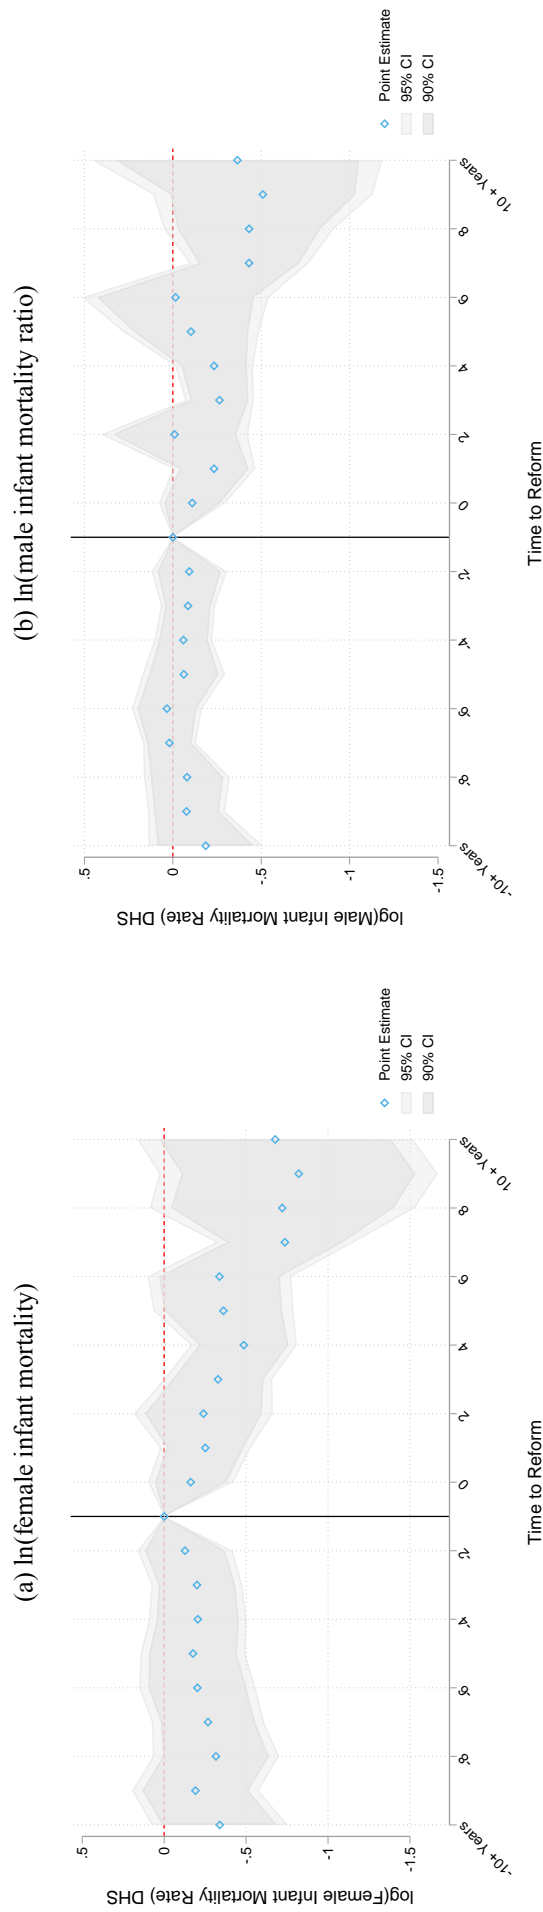 (a) ln(female infant mortality)
log(Female Infant Mortality Rate) DHS
.5
0
-.5
-1
-1.5
-10+ Years
-8
-6
-4
-2
0
2
4
6
8
10 + Years
Time to Reform
Point Estimate
95% CI
90% CI
(b) ln(male infant mortality ratio)
log(Male Infant Mortality Rate) DHS
.5
0
-.5
-1
-1.5
-10+ Years
-8
-6
-4
-2
0
2
4
6
8
10 + Years
Time to Reform
Point Estimate
95% CI
90% CI